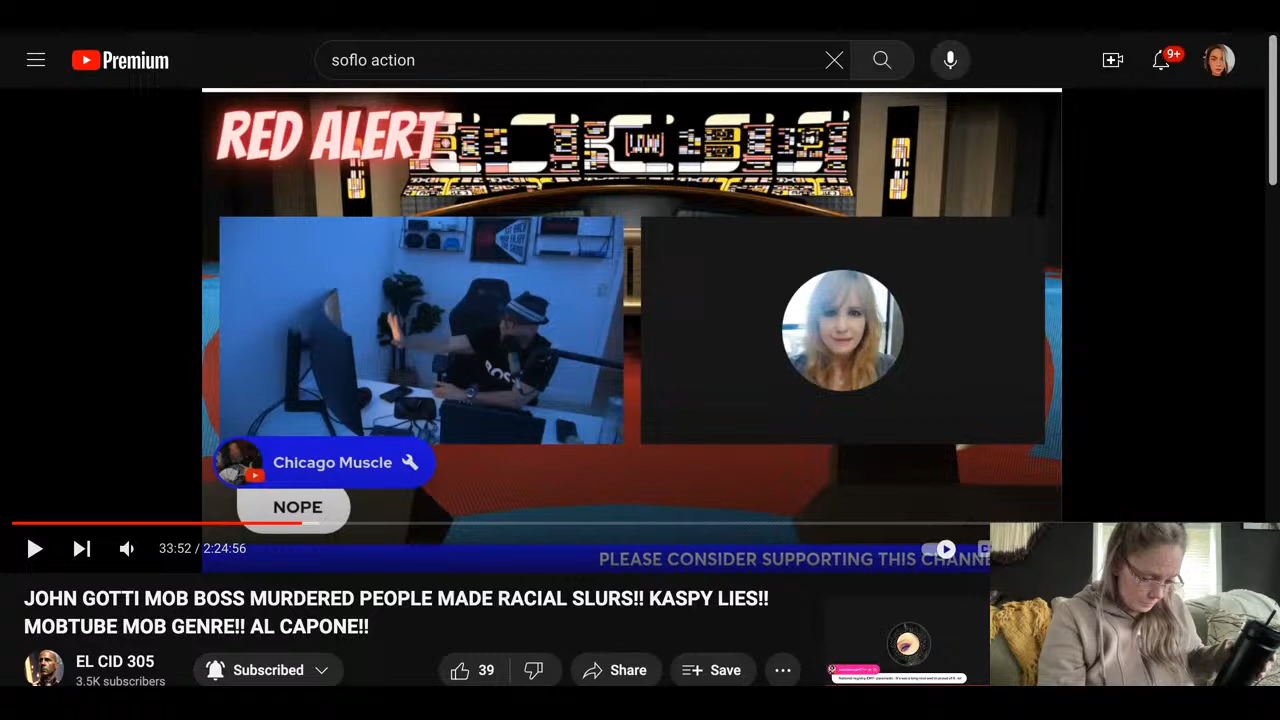 Premium
soflo action
9+
RED ALERT
Chicago Muscle
NOPE
33:52 / 2:24:56
PLEASE CONSIDER SUPPORTING THIS CHANNE
JOHN GOTTI MOB BOSS MURDERED PEOPLE MADE RACIAL SLURS!! KASPY LIES!!
MOBTUBE MOB GENRE!! AL CAPONE!!
EL CID 305
3.5K subscribers
Subscribed
39
Share
Save